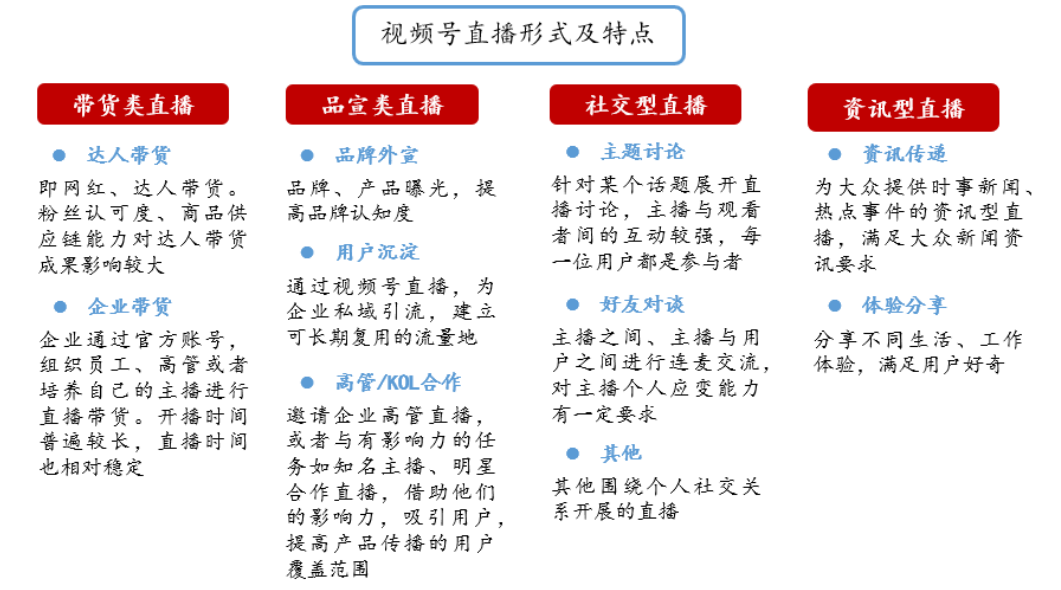 视频号直播形式及特点
带货类直播
达人带货
即网红、达人带货。
粉丝认可度、商品供
应链能力对达人带货
成果影响较大
企业带货
企业通过官方账号，
组织员工、高管或者
培养自己的主播进行
直播带货。开播时间
普遍较长，直播时间
也相对稳定
品宣类直播
品牌外宣
品牌、产品曝光，提
高品牌认知度
用户沉淀
通过视频号直播，为
企业私域引流，建立
可长期复用的流量地
高管/KOL合作
邀请企业高管直播，
或者与有影响力的任
务如知名主播、明星
合作直播，借助他们
的影响力，吸引用户，
提高产品传播的用户
覆盖范围
社交型直播
主题讨论
针对某个话题展开直
播讨论，主播与观看
者间的互动较强，每
一位用户都是参与者
好友对谈
主播之间、主播与用
户之间进行连麦交流，
对主播个人应变能力
有一定要求
其他
其他围绕个人社交关
系开展的直播
资讯型直播
资讯传递
为大众提供时事新闻、
热点事件的资讯型直
播，满足大众新闻资
讯要求
体验分享
分享不同生活、工作
体验，满足用户好奇